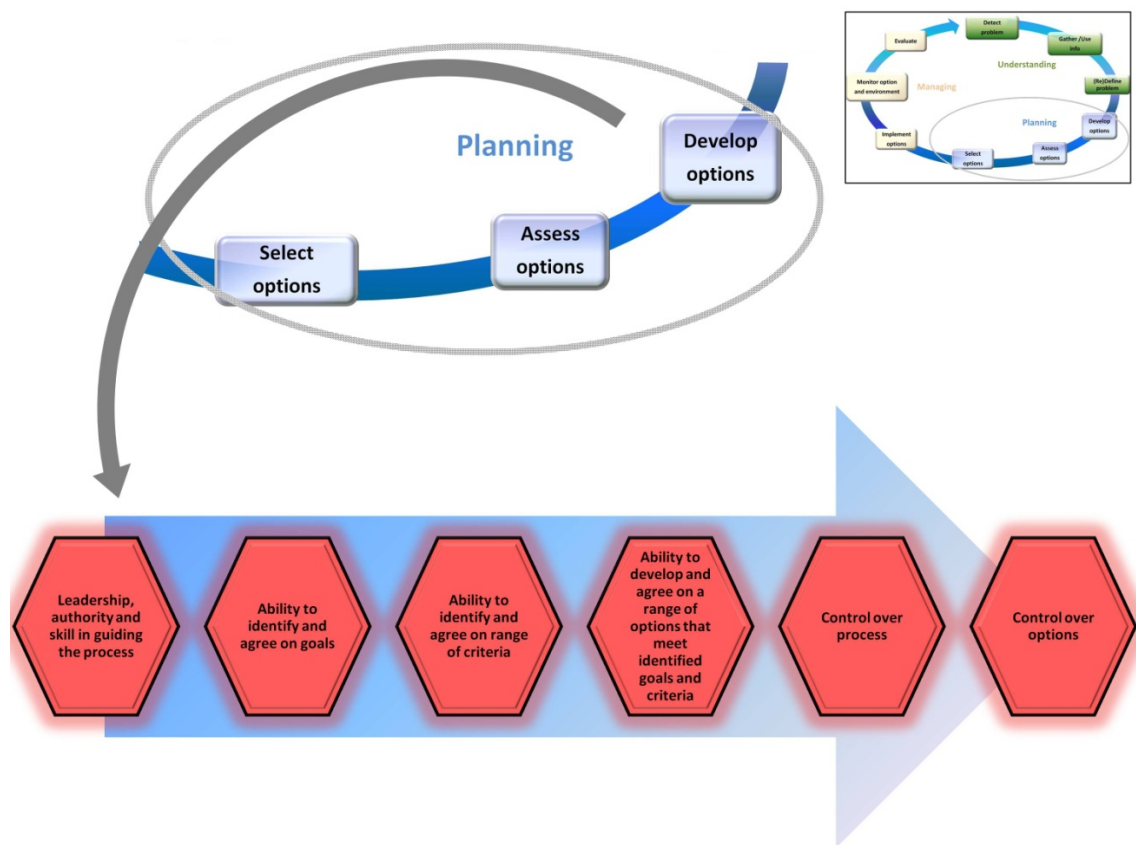 Planning
Develop
options
Assess
options
Select
options
Detect
problem
Gather /Use
info
Understanding
(Re)Define
problem
Planning
Develop
options
Assess
options
Select
options
Implement
options
Managing
Monitor option
and environment
Evaluate
Leadership,
authority and
skill in guiding
the process
Ability to
identify and
agree on goals
Ability to
identify and
agree on range
of criteria
Ability to
develop and
agree on a
range of
options that
meet
identified
goals and
criteria
Control over
process
Control over
options